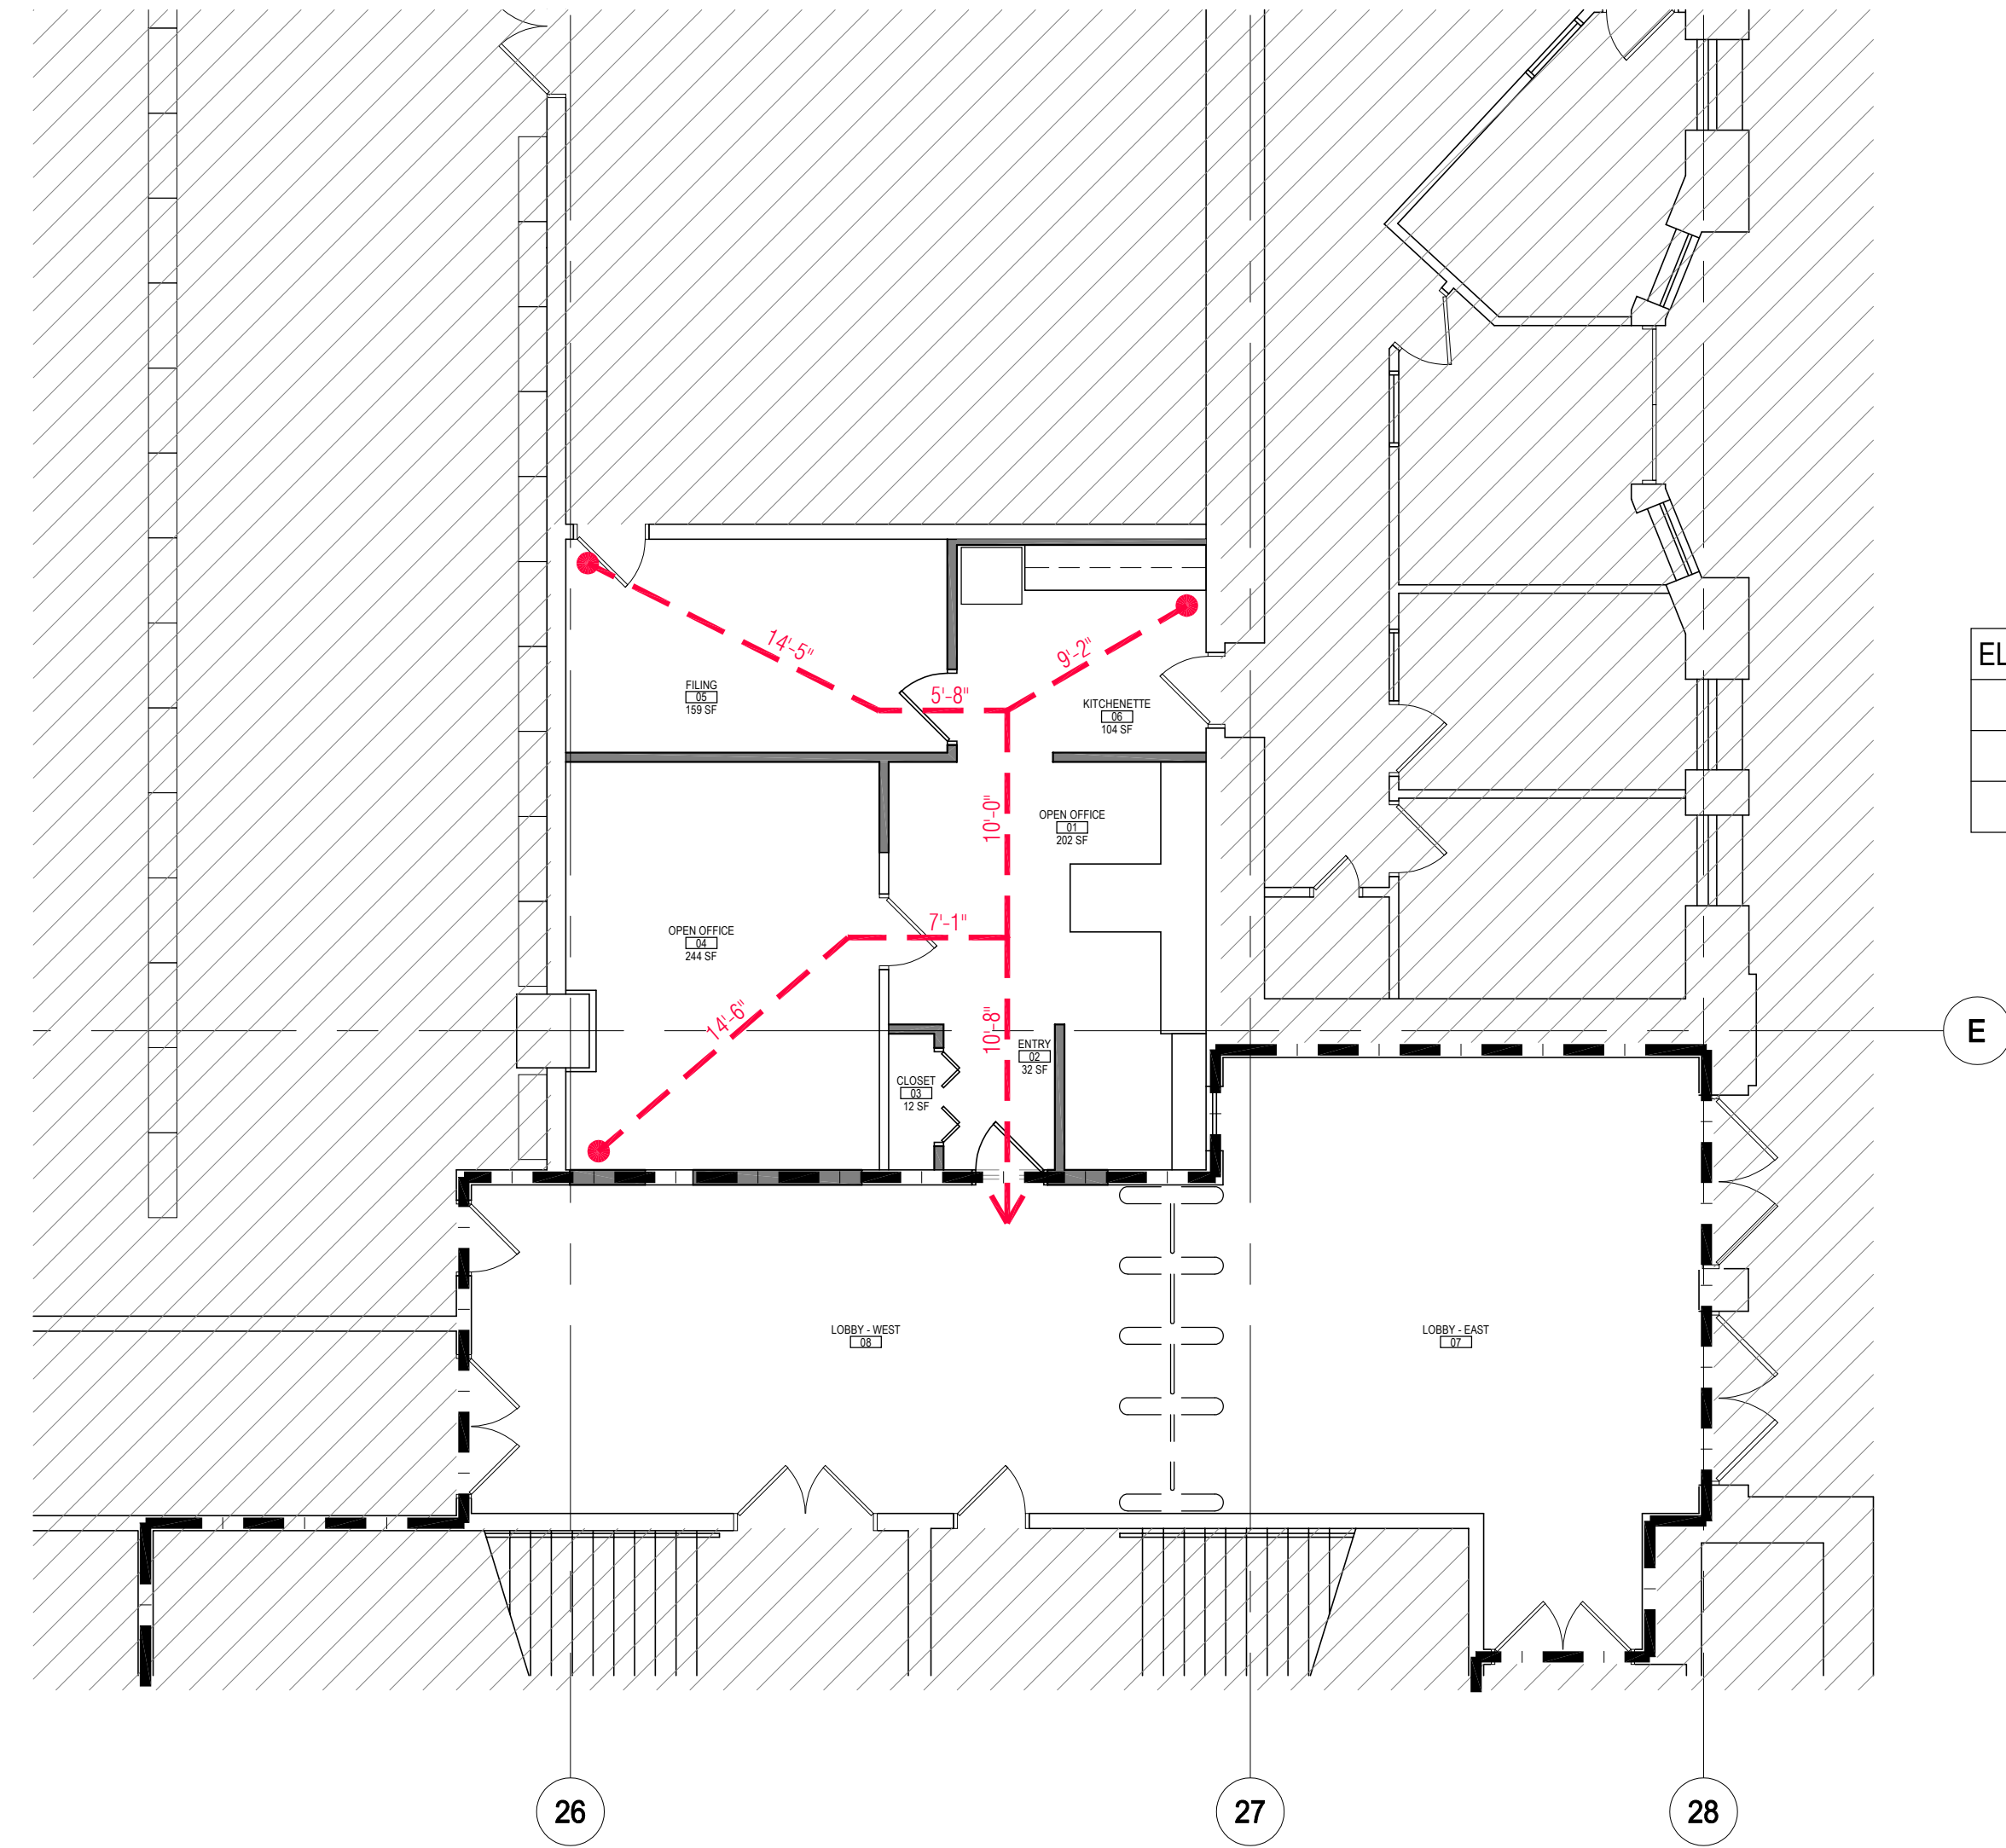 14'-5"
9'-2"
EL
FILING
05
159 SF
5'-8"
KITCHENETTE
06
104 SF
10'-0"
OPEN OFFICE
01
202 SF
7'-1"
OPEN OFFICE
04
244 SF
14'-6"
10'-8"
ENTRY
02
32 SF
E
CLOSET
03
12 SF
LOBBY - WEST
08
LOBBY - EAST
07
26
27
28